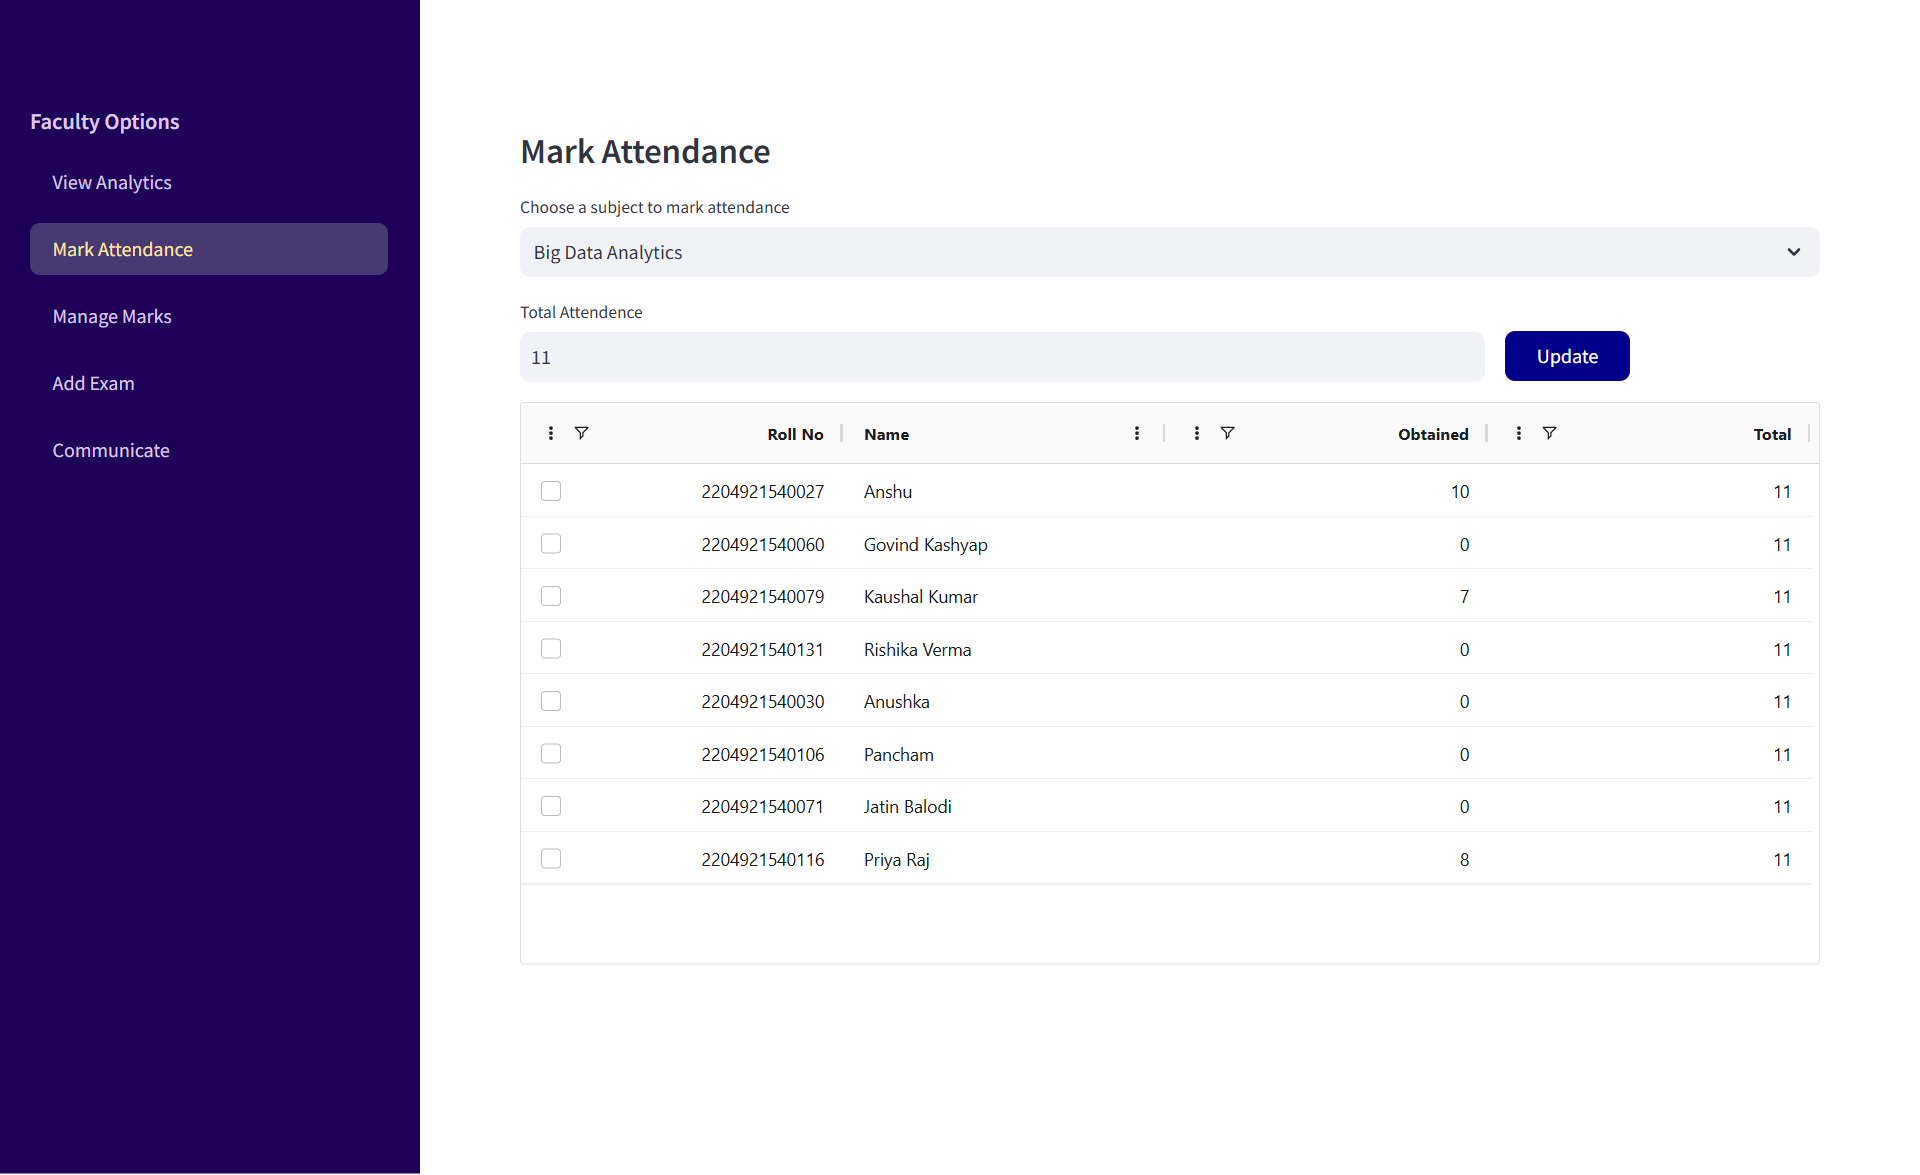 Faculty Options
View Analytics
Mark Attendance
Manage Marks
Add Exam
Communicate
Mark Attendance
Choose a subject to mark attendance
Big Data Analytics
Total Attendence
11
Update
Roll No Name Obtained Total
2204921540027 Anshu 10 11
2204921540060 Govind Kashyap 0 11
2204921540079 Kaushal Kumar 7 11
2204921540131 Rishika Verma 0 11
2204921540030 Anushka 0 11
2204921540106 Pancham 0 11
2204921540071 Jatin Balodi 0 11
2204921540116 Priya Raj 8 11